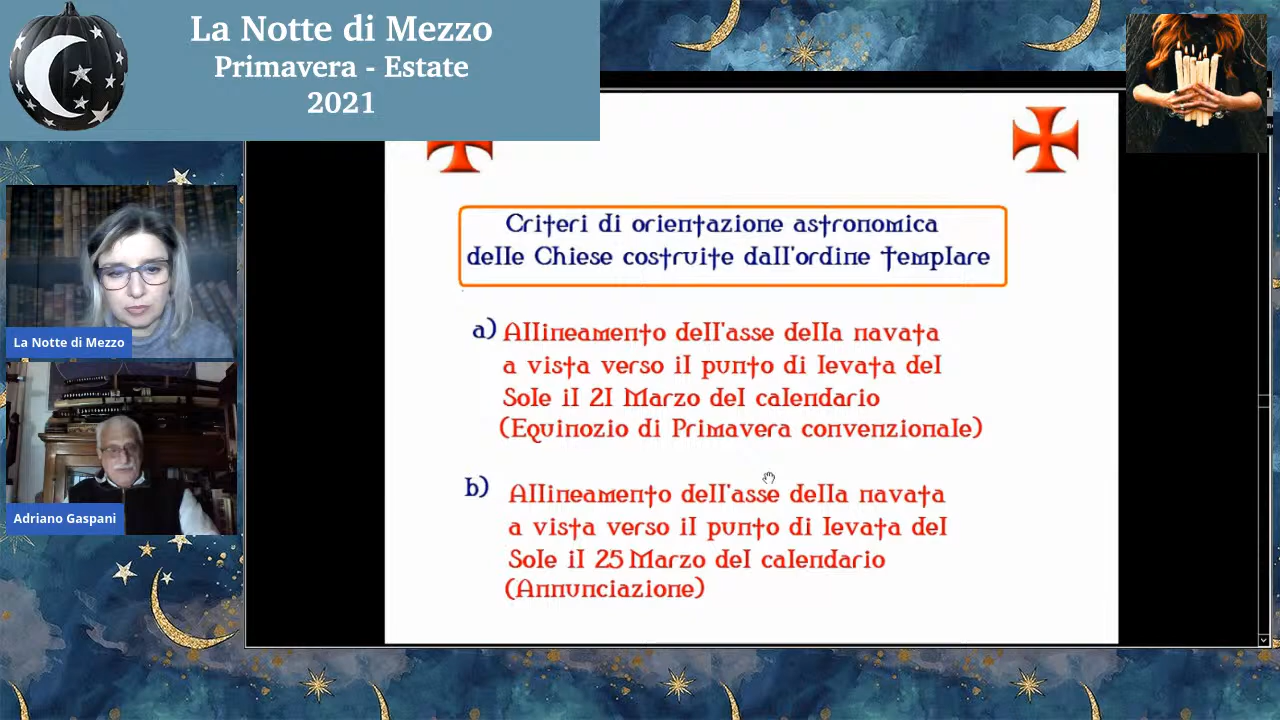 La Notte di Mezzo
Primavera - Estate
2021
Criteri di orientazione astronomica
delle Chiese costruite dall'ordine Templare
a) Allineamento dell'asse della navata
a vista verso il punto di levata del
Sole il 21 Marzo del calendario
(Equinozio di Primavera convenzionale)
b) Allineamento dell'asse della navata
a vista verso il punto di levata del
Sole il 25 Marzo del calendario
(Annunciazione)
La Notte di Mezzo
Adriano Gaspani